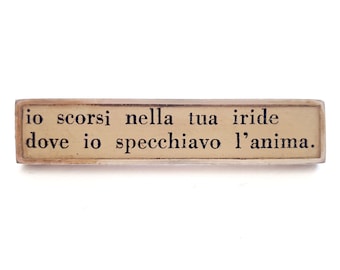 io scorsi nella tua iride
dove io specchiavo l'anima.